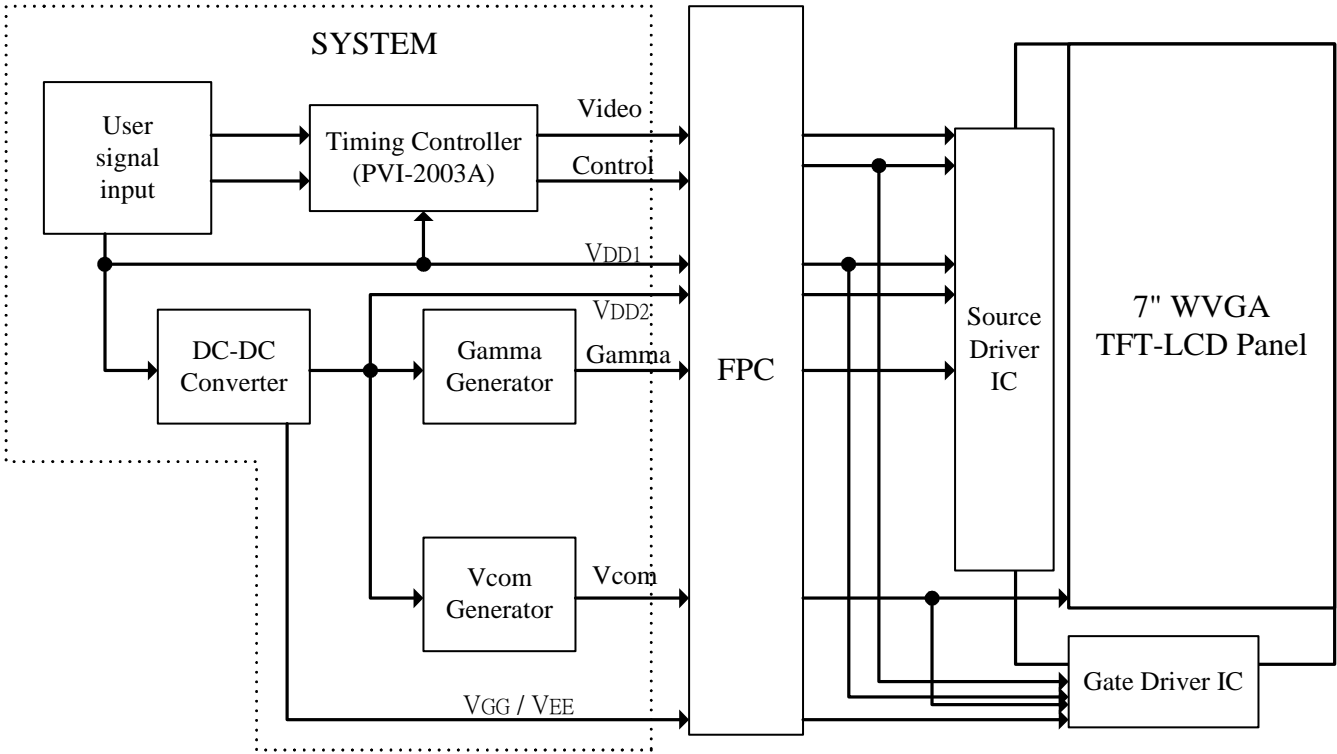 SYSTEM
User
signal
input
Timing Controller
(PVI-2003A)
Video
Control
VDD1
VDD2
DC-DC
Converter
Gamma
Generator
Gamma
Vcom
Generator
Vcom
VGG / VEE
FPC
Source
Driver
IC
7" WVGA
TFT-LCD Panel
Gate Driver IC